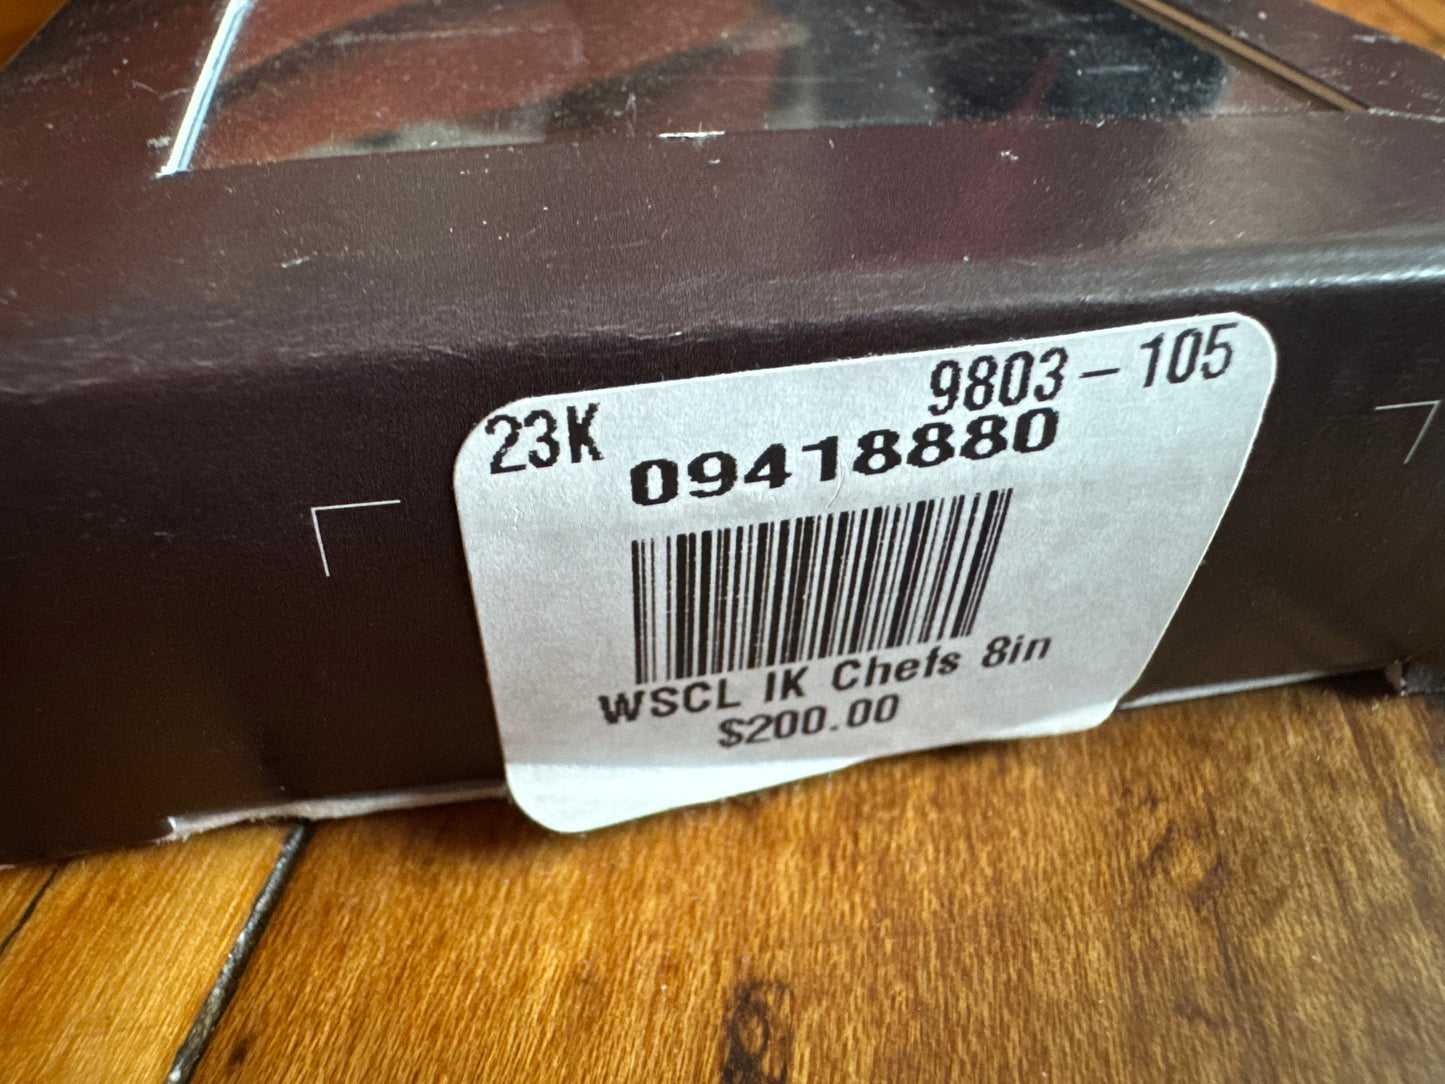 23K 9803-105
09418880
WSCL IK Chefs 8in
$200.00